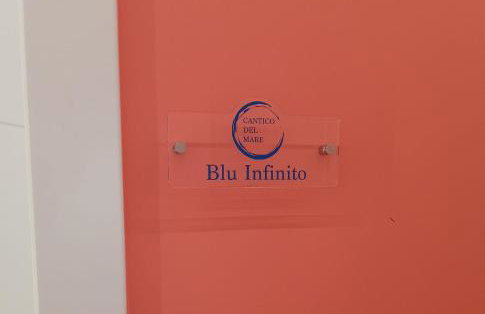 CANTICO
DEL
MARE
Blu Infinito